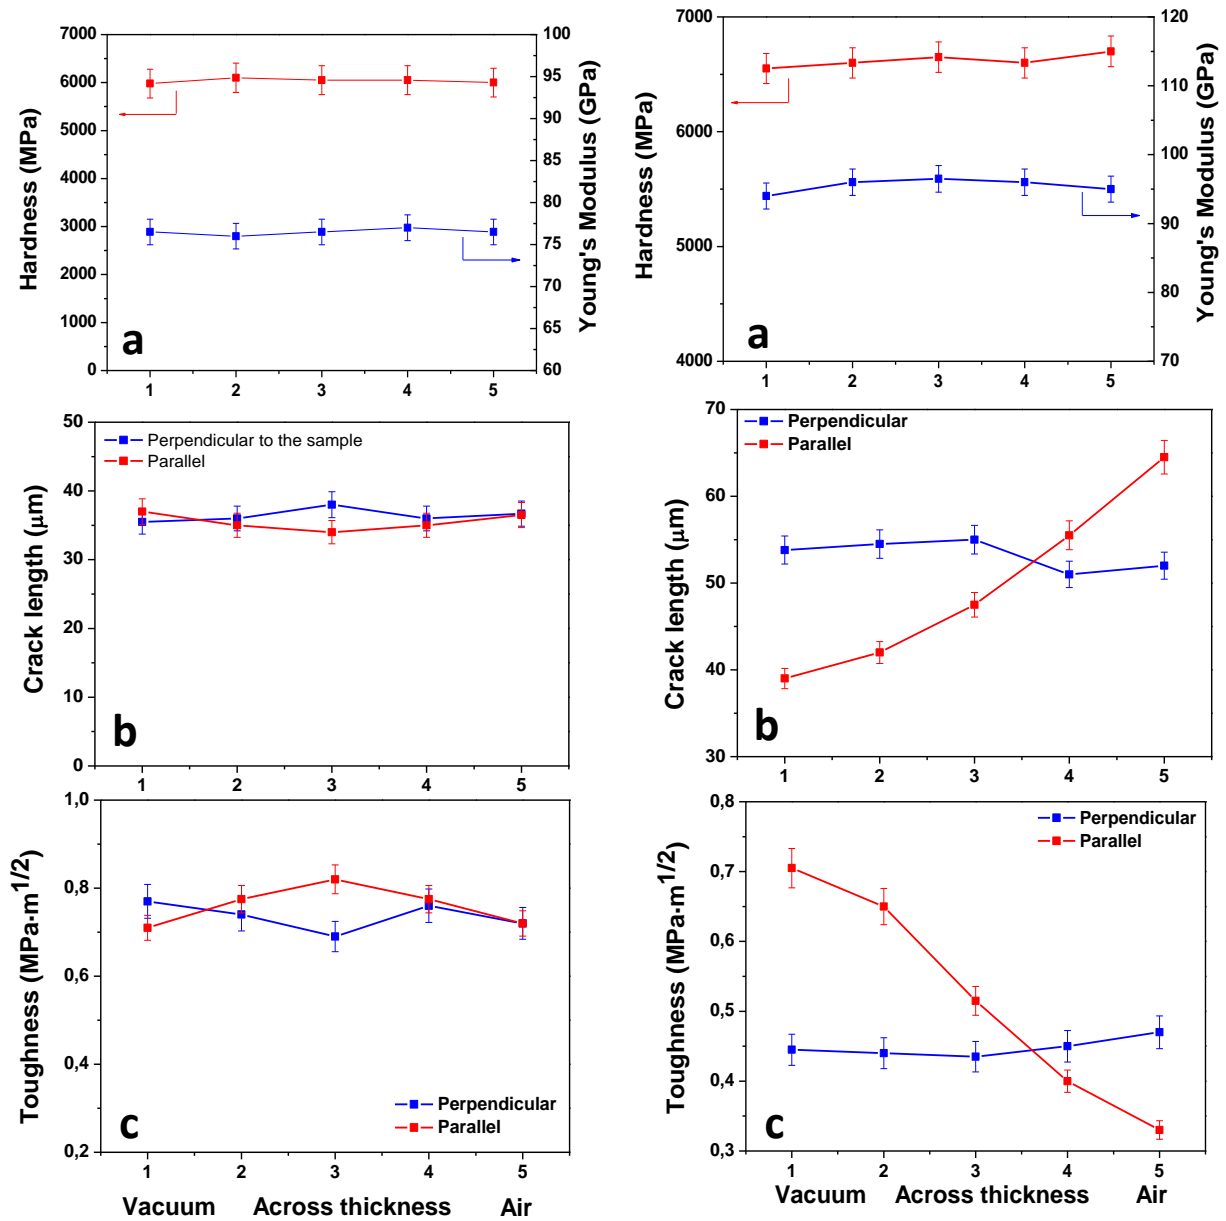 7000
6000
5000
4000
3000
2000
1000
0
Hardness (MPa)
100
95
90
85
80
75
70
65
60
Young's Modulus (GPa)
a
1 2 3 4 5
7000
6000
5000
4000
Hardness (MPa)
120
110
100
90
80
70
Young's Modulus (GPa)
a
1 2 3 4 5
50
40
30
20
10
0
Crack length (μm)
Perpendicular to the sample
Parallel
b
1 2 3 4 5
70
60
50
40
30
Crack length (μm)
Perpendicular
Parallel
b
1 2 3 4 5
1,0
0,8
0,6
0,4
0,2
Toughness (MPa·m1/2)
Perpendicular
Parallel
c
1 2 3 4 5
Vacuum Across thickness Air
0,8
0,7
0,6
0,5
0,4
0,3
Toughness (MPa·m1/2)
Perpendicular
Parallel
c
1 2 3 4 5
Vacuum Across thickness Air